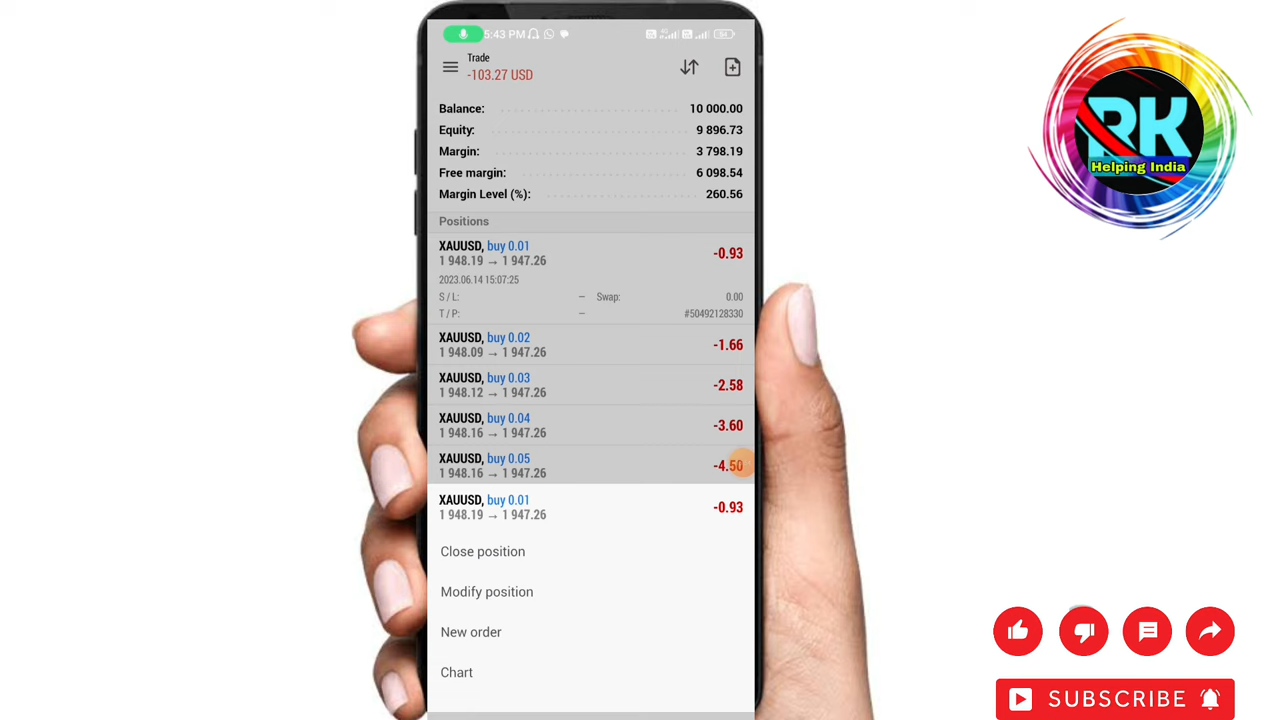 5:43 PM
Trade
-103.27 USD
Balance: 10 000.00
Equity: 9 896.73
Margin: 3 798.19
Free margin: 6 098.54
Margin Level (%): 260.56
Positions
XAUUSD, buy 0.01
1 948.19 → 1 947.26 -0.93
2023.06.14 15:07:25
S / L: – Swap: 0.00
T / P: – #50492128330
XAUUSD, buy 0.02
1 948.09 → 1 947.26 -1.66
XAUUSD, buy 0.03
1 948.12 → 1 947.26 -2.58
XAUUSD, buy 0.04
1 948.16 → 1 947.26 -3.60
XAUUSD, buy 0.05
1 948.16 → 1 947.26 -4.50
XAUUSD, buy 0.01
1 948.19 → 1 947.26 -0.93
Close position
Modify position
New order
Chart
RK
Helping India
SUBSCRIBE